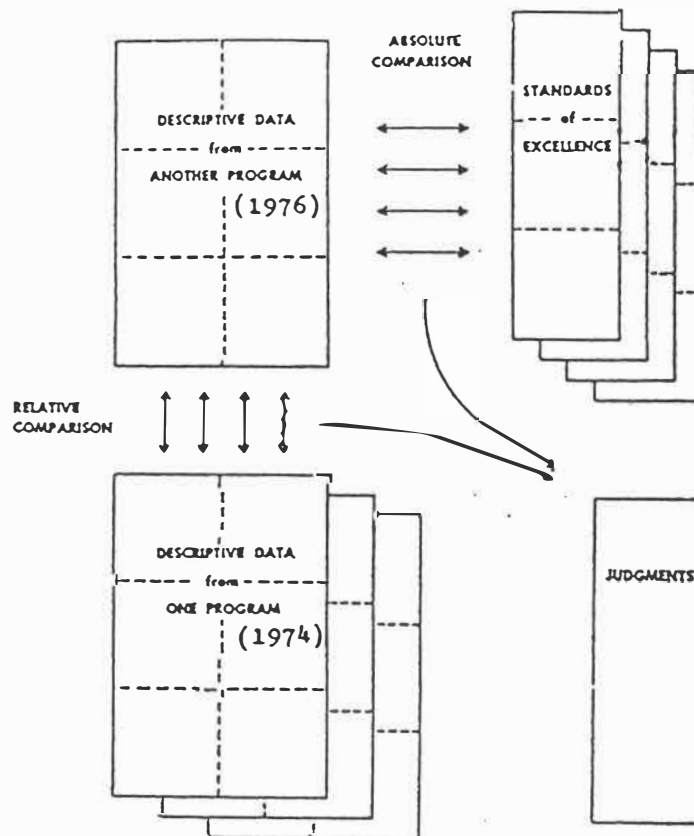 ABSOLUTE
COMPARISON
DESCRIPTIVE DATA
from
ANOTHER PROGRAM
(1976)
STANDARDS
of
EXCELLENCE
RELATIVE
COMPARISON
DESCRIPTIVE DATA
from
ONE PROGRAM
(1974)
JUDGMENTS